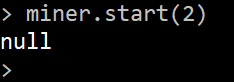 > miner.start(2)
null
>